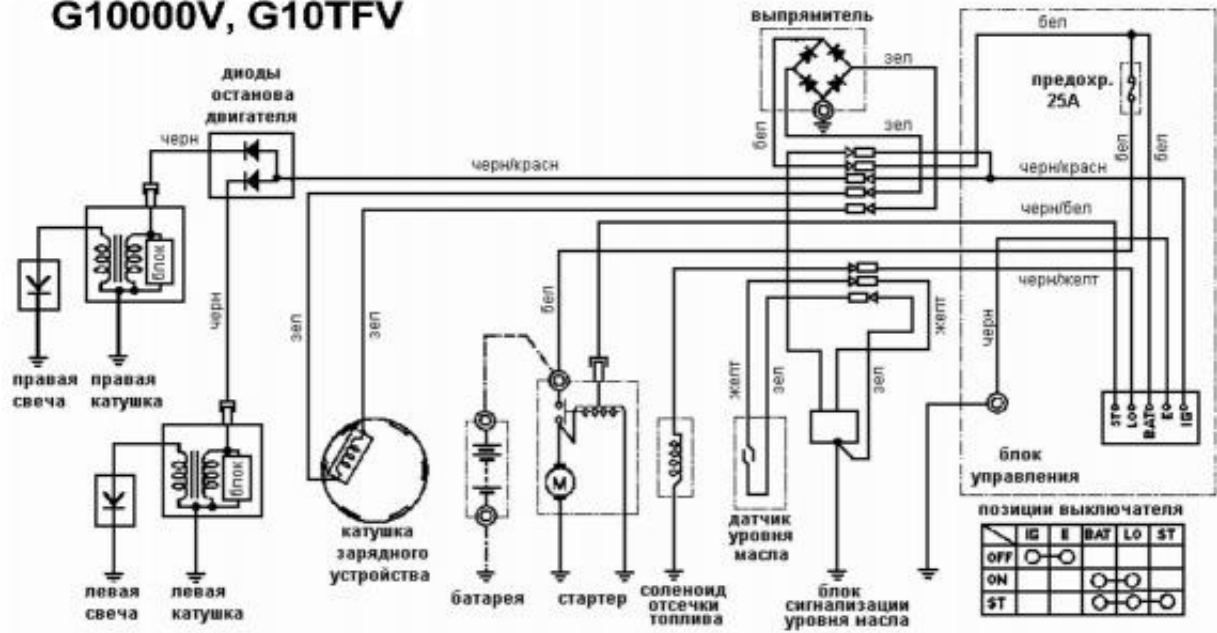 G10000V, G10TFV
выпрямитель
бел
зел
предохр.
25А
диоды
останова
двигателя
черн
бел
зел
бел
бел
черн/красн
черн/красн
черн/бел
блок
черн
зел
зел
бел
черн/желт
желт
черн
желт
зел
зел
правая
свеча
правая
катушка
блок
ST
LO
BAT
E
IG
блок
управления
катушка
зарядного
устройства
батарея
стартер
M
соленоид
отсечки
топлива
датчик
уровня
масла
блок
сигнализации
уровня масла
левая
свеча
левая
катушка
позиции выключателя
IG E BAT LO ST
OFF
ON
ST